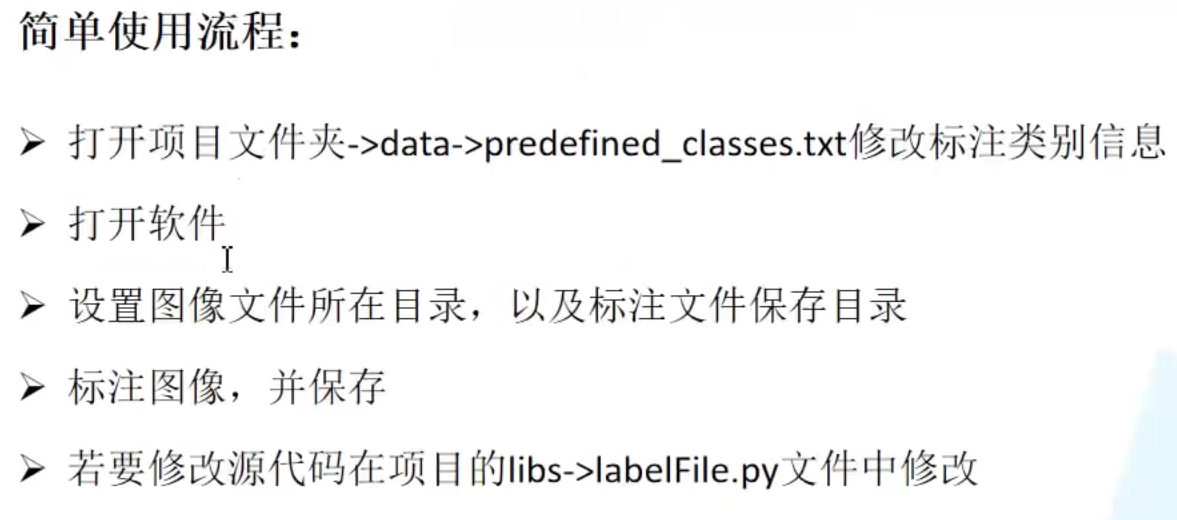 简单使用流程：
➢ 打开项目文件夹->data->predefined_classes.txt修改标注类别信息
➢ 打开软件
➢ 设置图像文件所在目录，以及标注文件保存目录
➢ 标注图像，并保存
➢ 若要修改源代码在项目的libs->labelFile.py文件中修改